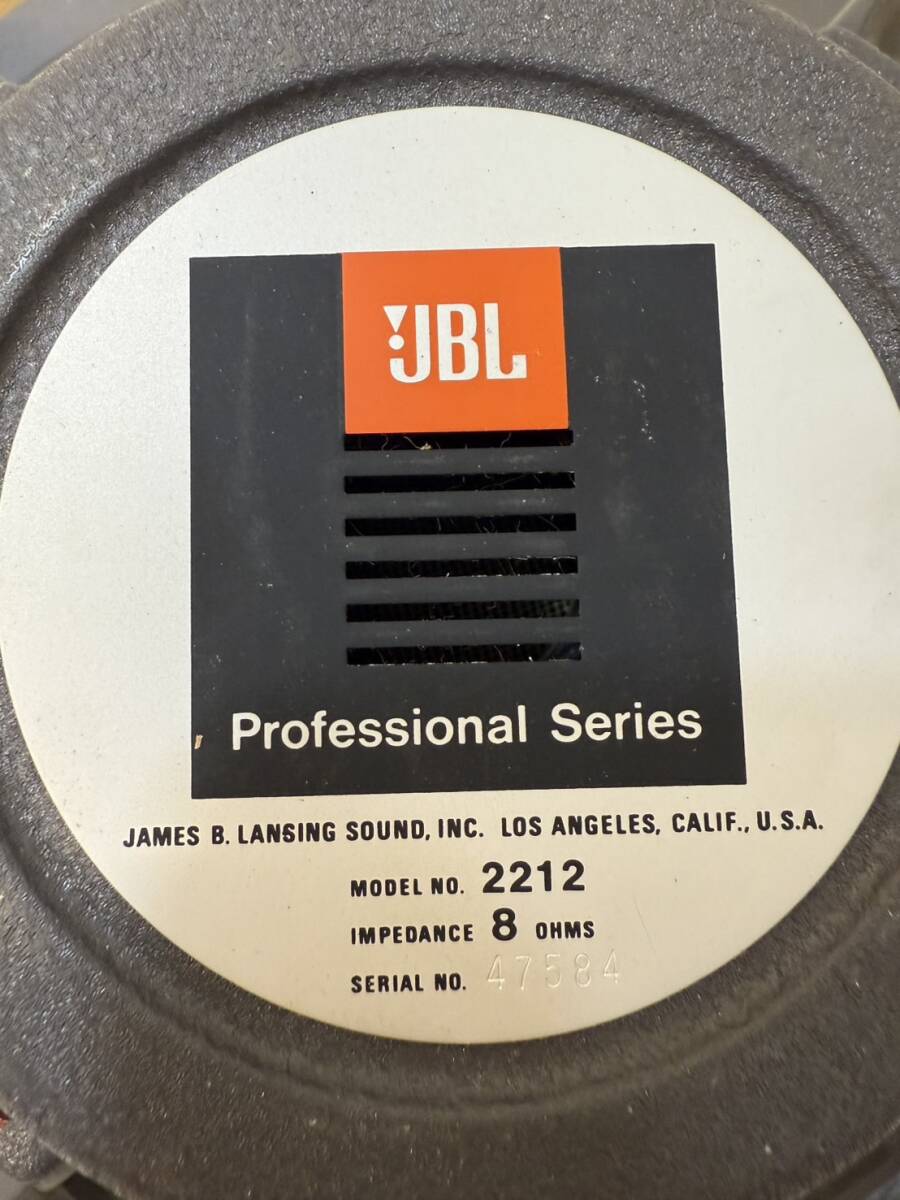 JBL
Professional Series
JAMES B. LANSING SOUND, INC. LOS ANGELES, CALIF., U.S.A.
MODEL NO. 2212
IMPEDANCE 8 OHMS
SERIAL NO. 47584